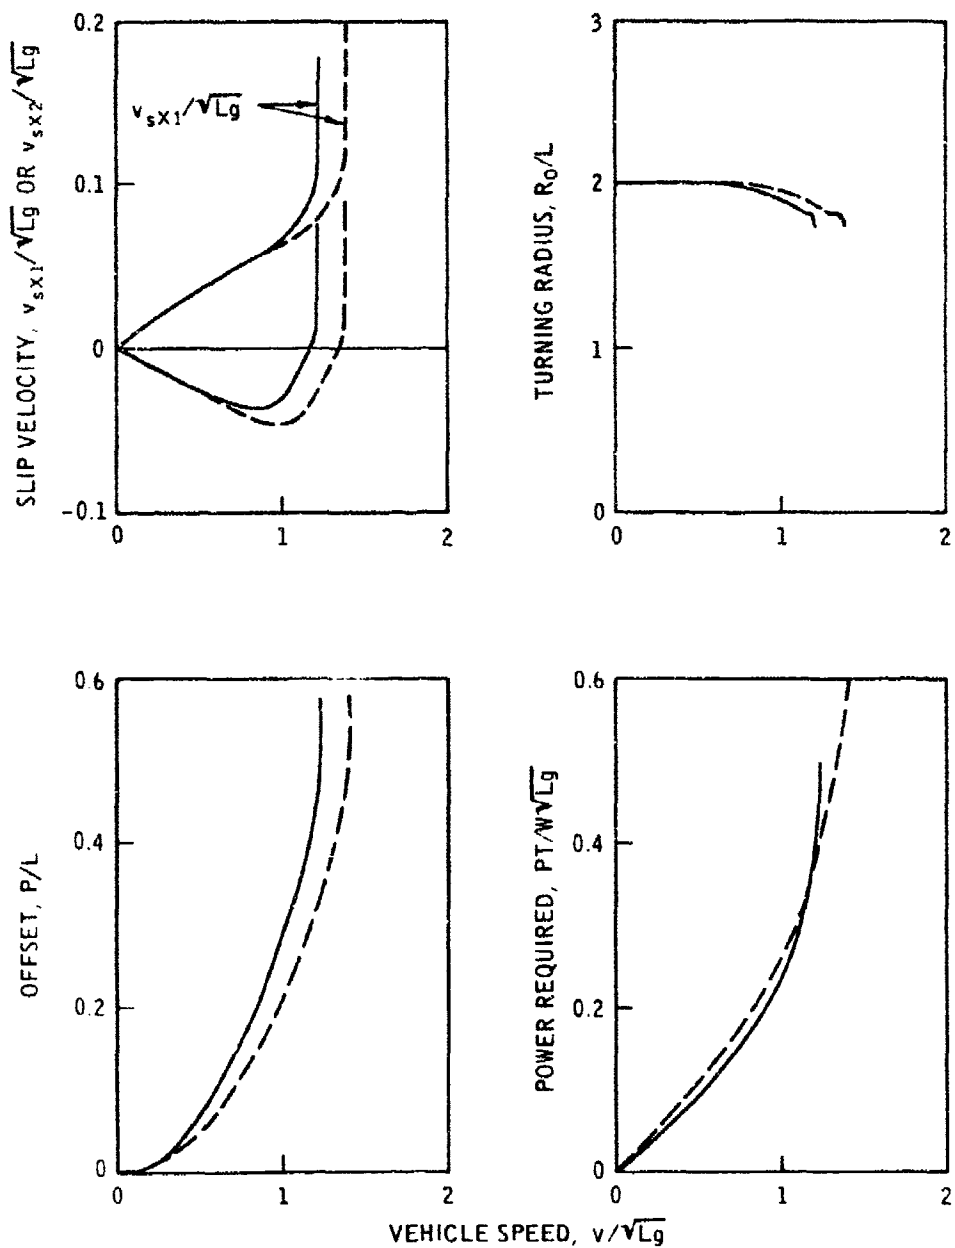 SLIP VELOCITY, v_sX1/√Lg OR v_sX2/√Lg
0.2
0.1
0
-0.1
v_sX1/√Lg
0 1 2
TURNING RADIUS, R_0/L
3
2
1
0
0 1 2
OFFSET, P/L
0.6
0.4
0.2
0
0 1 2
POWER REQUIRED, PT/W√Lg
0.6
0.4
0.2
0
0 1 2
VEHICLE SPEED, v/√Lg